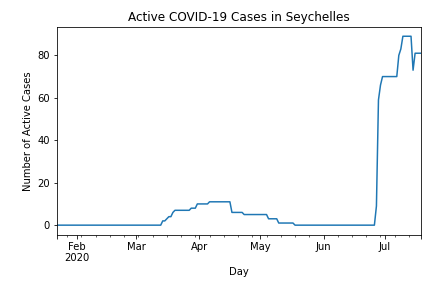 Active COVID-19 Cases in Seychelles
Number of Active Cases
80
60
40
20
0
Feb Mar Apr May Jun Jul
2020
Day